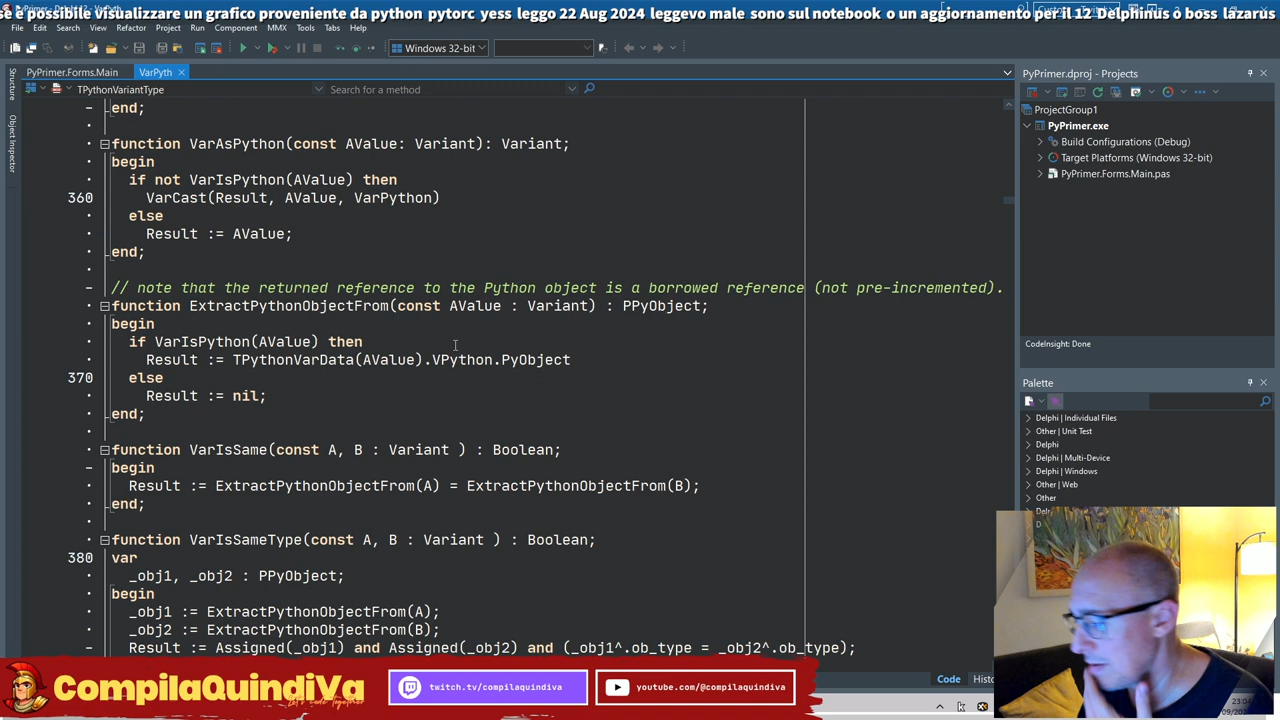 se è possibile visualizzare un grafico proveniente da python pytorc yess leggo 22 Aug 2024 leggevo male sono sul notebook o un aggiornamento per il 12 Delphinus o boss lazarus
File Edit Search View Refactor Project Run Component MMX Tools Tabs Help
Windows 32-bit
PyPrimer.Forms.Main VarPyth
TPythonVariantType Search for a method
end;
function VarAsPython(const AValue: Variant): Variant;
begin
if not VarIsPython(AValue) then
360 VarCast(Result, AValue, VarPython)
else
Result := AValue;
end;
// note that the returned reference to the Python object is a borrowed reference (not pre-incremented).
function ExtractPythonObjectFrom(const AValue : Variant) : PPyObject;
begin
if VarIsPython(AValue) then
Result := TPythonVarData(AValue).VPython.PyObject
370 else
Result := nil;
end;
function VarIsSame(const A, B : Variant ) : Boolean;
begin
Result := ExtractPythonObjectFrom(A) = ExtractPythonObjectFrom(B);
end;
function VarIsSameType(const A, B : Variant ) : Boolean;
380 var
_obj1, _obj2 : PPyObject;
begin
_obj1 := ExtractPythonObjectFrom(A);
_obj2 := ExtractPythonObjectFrom(B);
Result := Assigned(_obj1) and Assigned(_obj2) and (_obj1^.ob_type = _obj2^.ob_type);
Structure
Object Inspector
PyPrimer.dproj - Projects
ProjectGroup1
PyPrimer.exe
Build Configurations (Debug)
Target Platforms (Windows 32-bit)
PyPrimer.Forms.Main.pas
CodeInsight: Done
Palette
Delphi | Individual Files
Other | Unit Test
Delphi
Delphi | Multi-Device
Delphi | Windows
Other | Web
Other
Code
CompilaQuindiVa
Let's Code Together
twitch.tv/compilaquindiva
youtube.com/@compilaquindiva